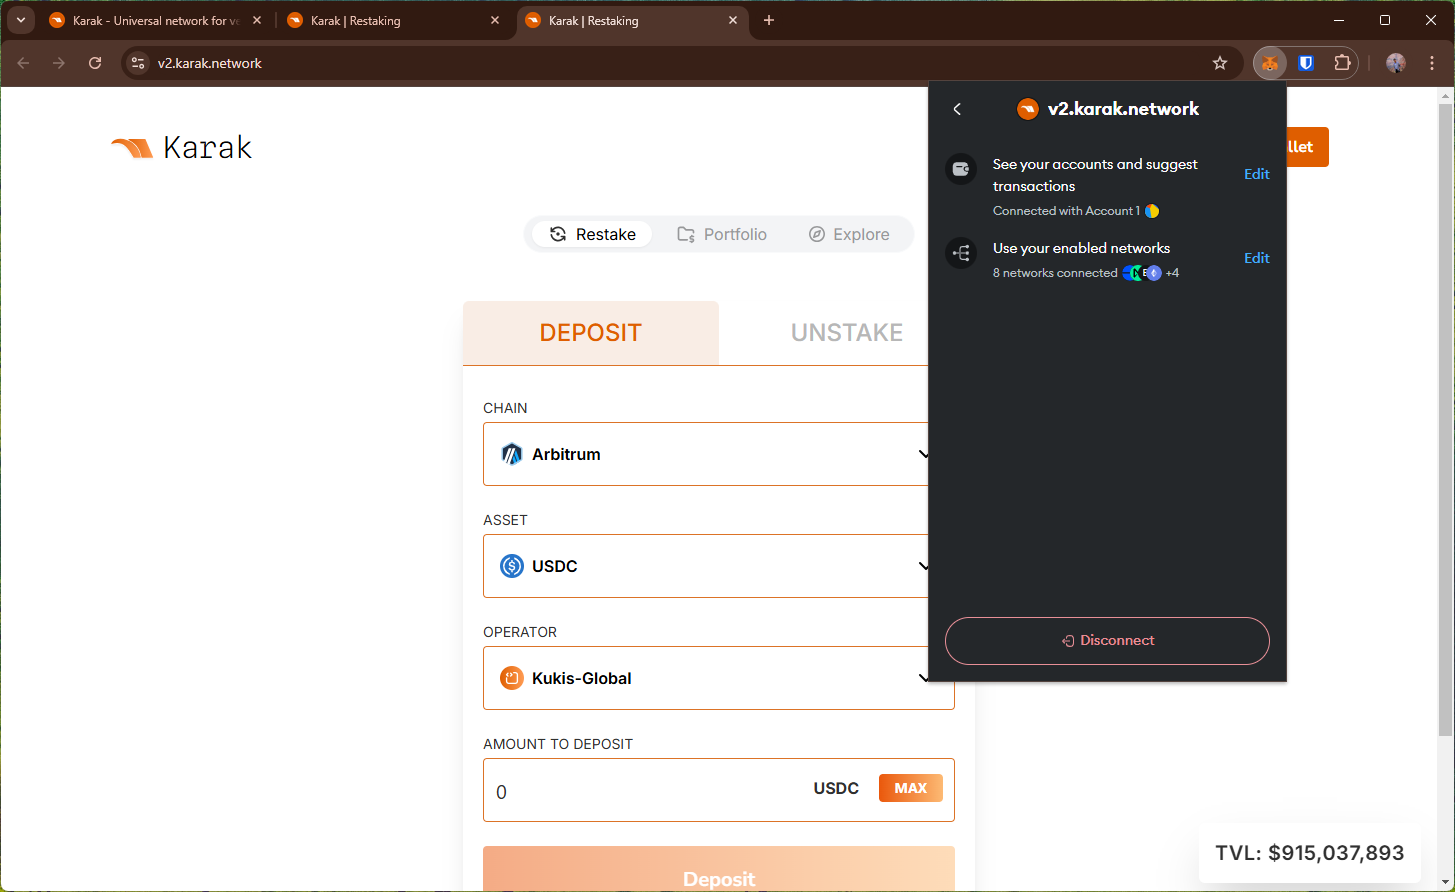 Karak - Universal network for ve
Karak | Restaking
Karak | Restaking
v2.karak.network
Karak
llet
Restake
Portfolio
Explore
DEPOSIT
UNSTAKE
CHAIN
Arbitrum
ASSET
USDC
OPERATOR
Kukis-Global
AMOUNT TO DEPOSIT
0
USDC
MAX
Deposit
v2.karak.network
See your accounts and suggest
transactions
Edit
Connected with Account 1
Use your enabled networks
Edit
8 networks connected
+4
Disconnect
TVL: $915,037,893